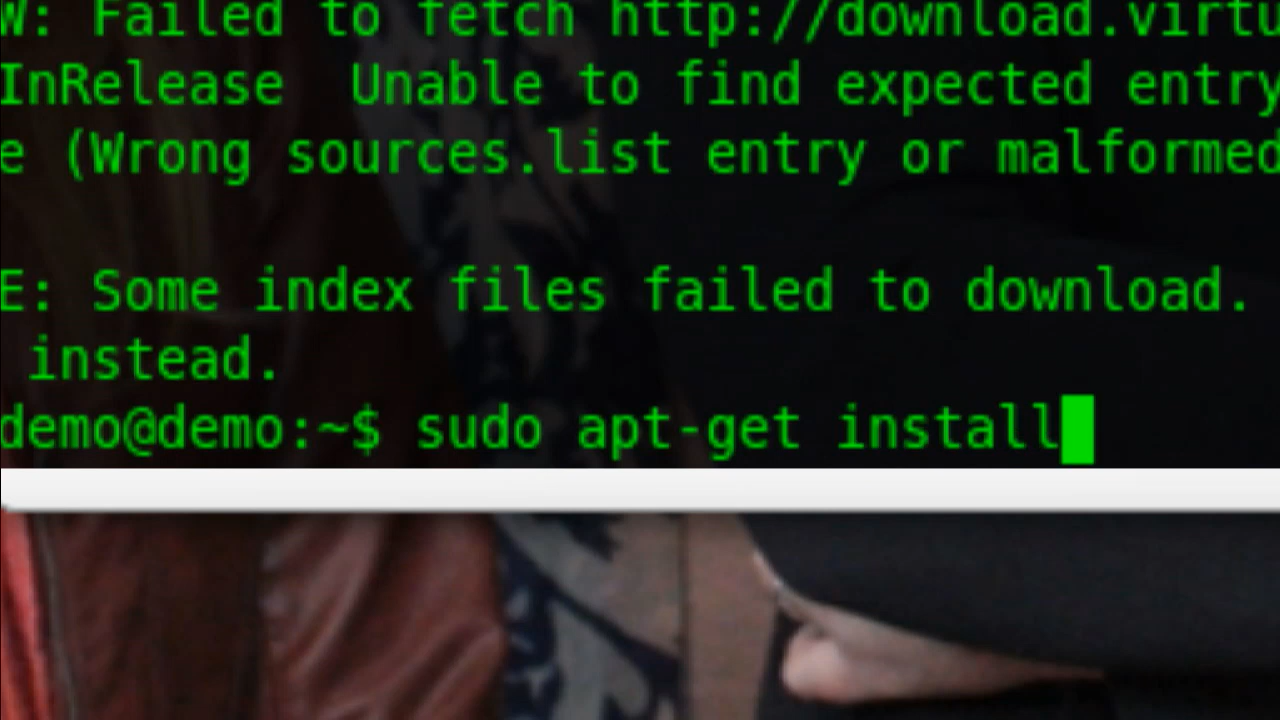 W: Failed to fetch http://download.virtu
InRelease  Unable to find expected entry
e (Wrong sources.list entry or malformed
E: Some index files failed to download.
 instead.
demo@demo:~$ sudo apt-get install